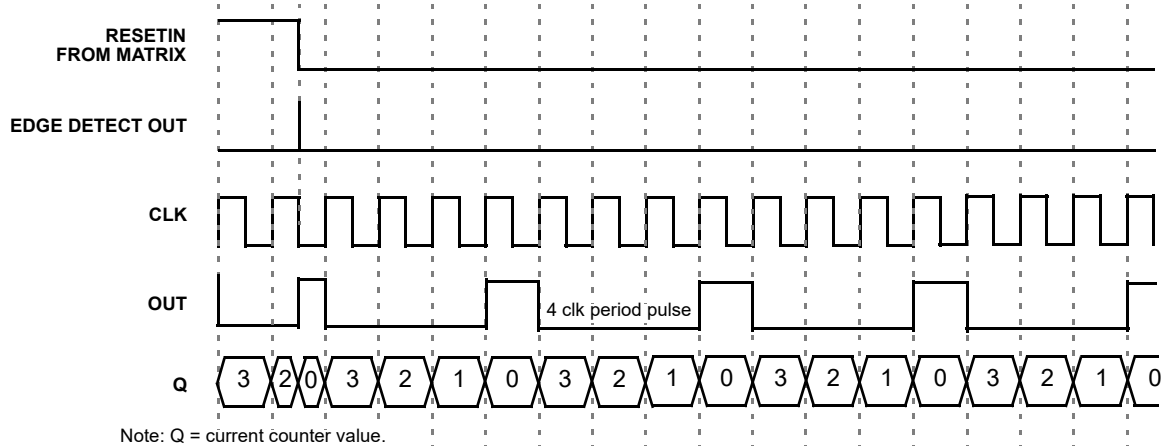 RESETIN
FROM MATRIX
EDGE DETECT OUT
CLK
OUT
4 clk period pulse
Q
3 2 0 3 2 1 0 3 2 1 0 3 2 1 0 3 2 1 0
Note: Q = current counter value.